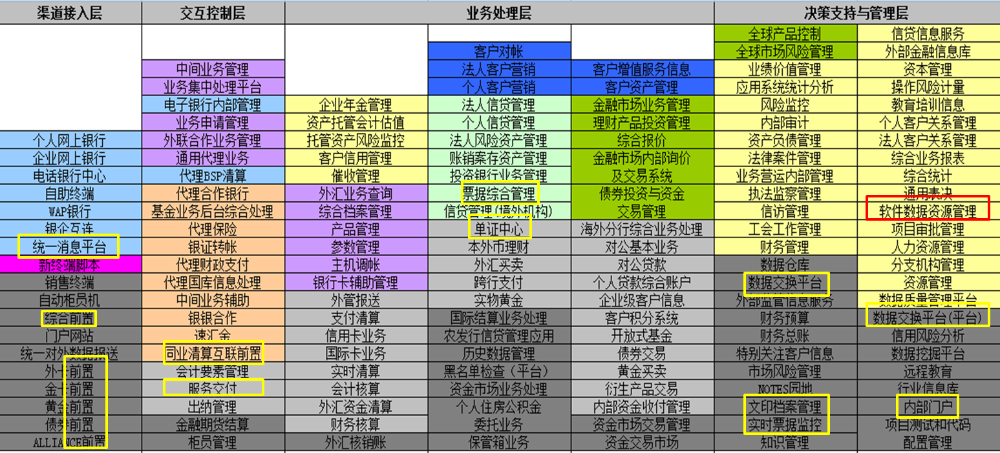 渠道接入层 交互控制层 业务处理层 决策支持与管理层
全球产品控制 信贷信息服务
客户对帐 全球市场风险管理 外部金融信息库
中间业务管理 法人客户营销 客户增值服务信息 业绩价值管理 资本管理
业务集中处理平台 个人客户营销 客户资产管理 应用系统统计分析 操作风险计量
电子银行内部管理 企业年金管理 法人信贷管理 金融市场业务管理 风险监控 教育培训信息
业务申请管理 资产托管会计估值 个人信贷管理 理财产品投资管理 内部审计 个人客户关系管理
个人网上银行 外联合作业务管理 托管资产风险监控 法人风险资产管理 综合报价 资产负债管理 法人客户关系管理
企业网上银行 通用代理业务 客户信用管理 账销案存资产管理 金融市场内部询价 法律案件管理 综合业务报表
电话银行中心 代理BSP清算 催收管理 投资银行业务管理 及交易系统 业务营运内部管理 综合统计
自助终端 代理合作银行 外汇业务查询 票据综合管理 债券投资与资金 执法监察管理 通用表决
WAP银行 基金业务后台综合处理 综合档案管理 信贷管理(境外机构) 交易管理 信访管理 软件数据资源管理
银企互连 代理保险 产品管理 单证中心 海外分行综合业务处理 工会工作管理 项目审批管理
统一消息平台 银证转帐 参数管理 本外币理财 对公基本业务 财务管理 人力资源管理
新终端脚本 代理财政支付 主机调帐 外汇买卖 对公贷款 数据仓库 分支机构管理
销售终端 代理国库信息处理 银行卡辅助管理 跨行支付 个人贷款综合账户 数据交换平台 资源管理
自动柜员机 中间业务辅助 外管报送 实物黄金 企业级客户信息 外部监管信息服务 数据质量管理平台
综合前置 银银合作 支付清算 国际结算业务处理 客户积分系统 财务预算 数据交换平台(平台)
门户网站 速汇金 信用卡业务 农发行信贷管理应用 开放式基金 财务总账 信用风险分析
统一对外数据报送 同业清算互联前置 国际卡业务 历史数据管理 债券交易 特别关注客户信息 数据挖掘平台
外卡前置 会计要素管理 实时清算 黑名单检查（平台） 黄金买卖 市场风险管理 远程教育
金卡前置 服务交付 会计核算 资金市场业务处理 衍生产品交易 NOTES园地 行业信息库
黄金前置 出纳管理 外汇资金清算 个人住房公积金 内部资金收付管理 文印档案管理 内部门户
债券前置 金融期货结算 财务核算 委托业务 资金市场交易管理 实时票据监控 项目测试和代码
ALLIANCE前置 柜员管理 外汇核销账 保管箱业务 资金交易市场 知识管理 配置管理